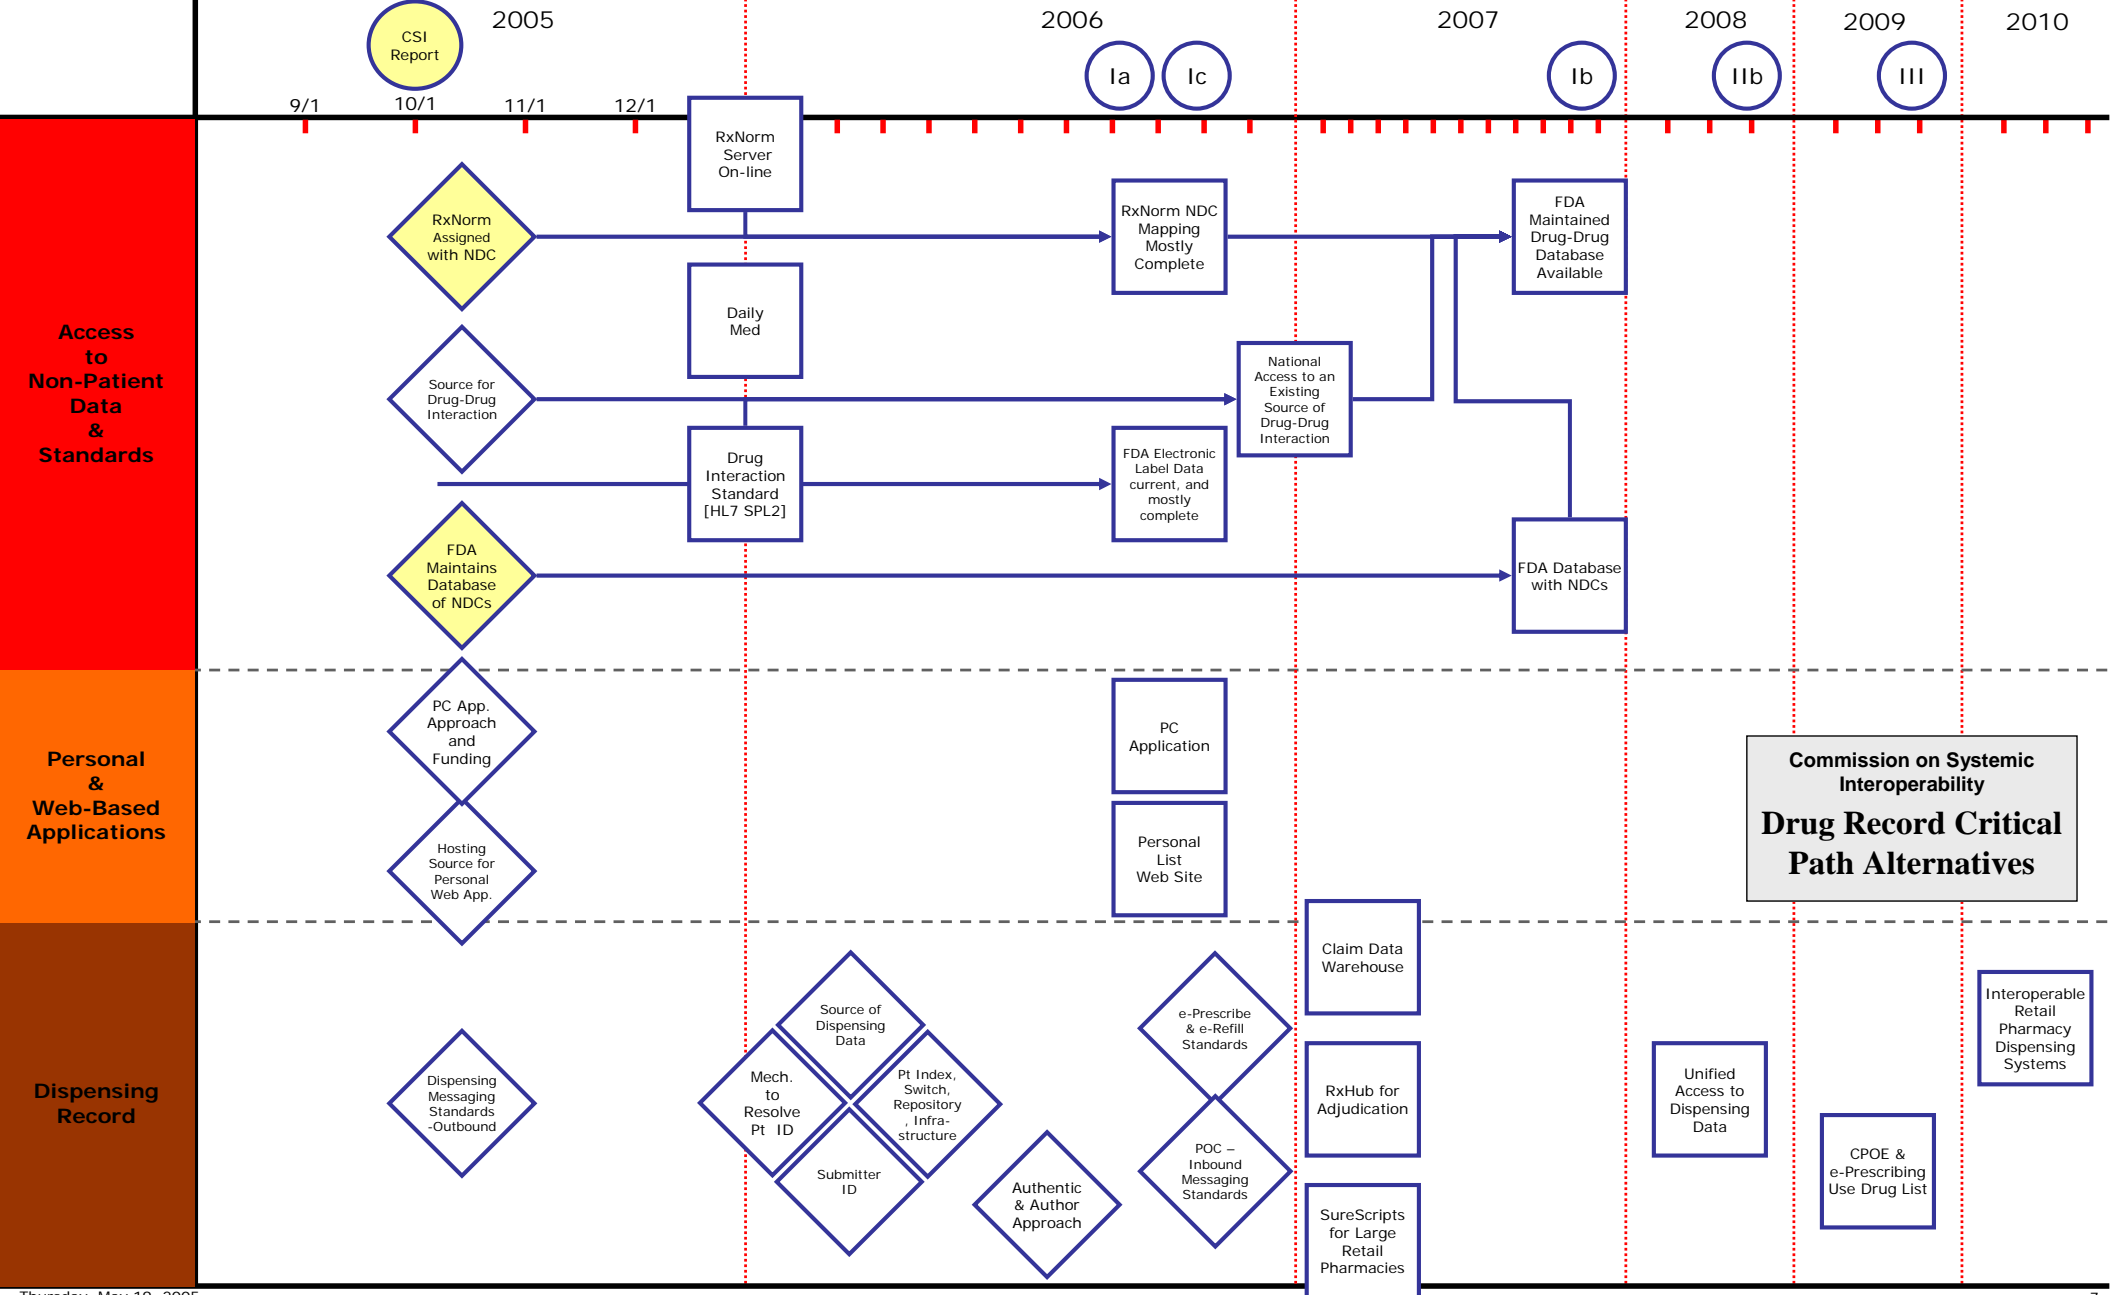 2005
2006
2007
2008
2009
2010
CSI
Report
Ia
Ic
Ib
IIb
III
9/1
10/1
11/1
12/1
Access
to
Non-Patient
Data
&
Standards
RxNorm
Server
On-line
RxNorm
Assigned
with NDC
RxNorm NDC
Mapping
Mostly
Complete
FDA
Maintained
Drug-Drug
Database
Available
Daily
Med
Source for
Drug-Drug
Interaction
National
Access to an
Existing
Source of
Drug-Drug
Interaction
Drug
Interaction
Standard
[HL7 SPL2]
FDA Electronic
Label Data
current, and
mostly
complete
FDA
Maintains
Database
of NDCs
FDA Database
with NDCs
Personal
&
Web-Based
Applications
PC App.
Approach
and
Funding
PC
Application
Hosting
Source for
Personal
Web App.
Personal
List
Web Site
Commission on Systemic
Interoperability
Drug Record Critical
Path Alternatives
Dispensing
Record
Dispensing
Messaging
Standards
-Outbound
Source of
Dispensing
Data
Mech.
to
Resolve
Pt ID
Pt Index,
Switch,
Repository
, Infra-
structure
Submitter
ID
Authentic
& Author
Approach
e-Prescribe
& e-Refill
Standards
POC –
Inbound
Messaging
Standards
Claim Data
Warehouse
RxHub for
Adjudication
SureScripts
for Large
Retail
Pharmacies
Unified
Access to
Dispensing
Data
CPOE &
e-Prescribing
Use Drug List
Interoperable
Retail
Pharmacy
Dispensing
Systems